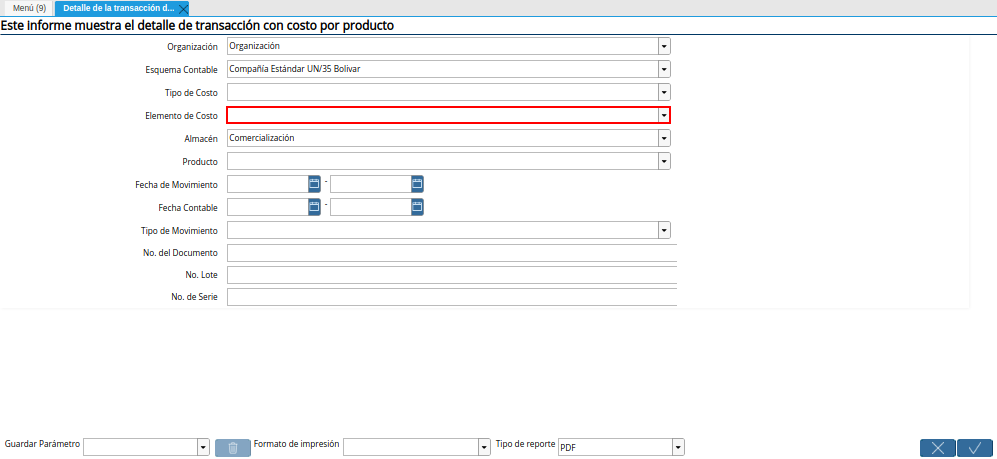 Menú (9)
Detalle de la transacción d...
Este informe muestra el detalle de transacción con costo por producto
Organización Organización
Esquema Contable Compañía Estándar UN/35 Bolivar
Tipo de Costo
Elemento de Costo
Almacén Comercialización
Producto
Fecha de Movimiento -
Fecha Contable -
Tipo de Movimiento
No. del Documento
No. Lote
No. de Serie
Guardar Parámetro Formato de impresión Tipo de reporte PDF